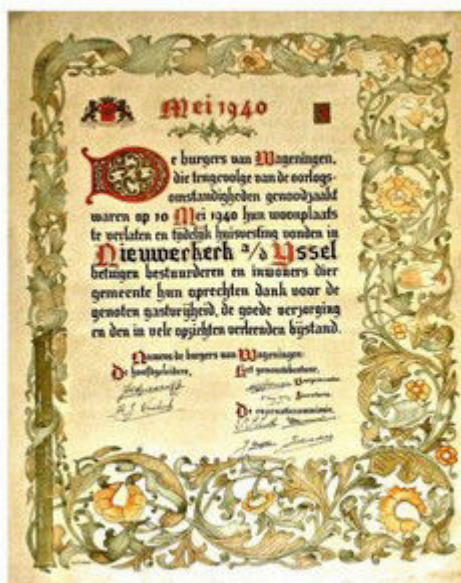 Mei 1940
De burgers van Wageningen,
die tengevolge van de oorlogs-
omstandigheden genoodzaakt
waren op 10 Mei 1940 hun woonplaats
te verlaten en tijdelijk huisvesting vonden in
Nieuwerkerk a/d Yssel
betuigen bestuurderen en inwoners dier
gemeente hun oprechten dank voor de
genoten gastvrijheid, de goede verzorging
en den in vele opzichten verleenden bijstand.
Namens de burgers van Wageningen:
De hoofdgeleiders, Het gemeentebestuur,
Burgemeester
Secretaris
De evacuatiecommissie,